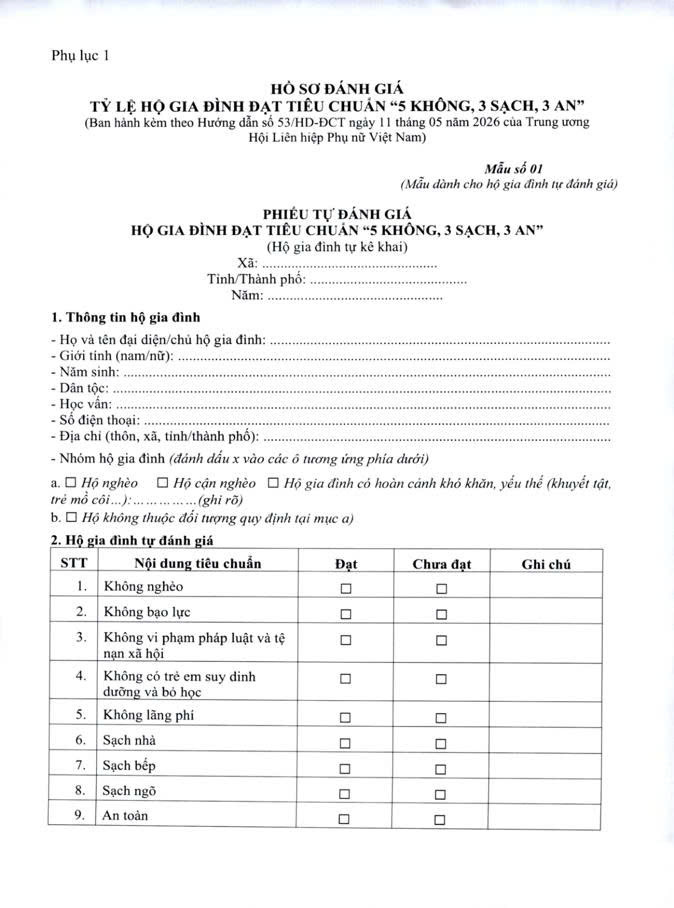 Phụ lục 1
HỒ SƠ ĐÁNH GIÁ
TỶ LỆ HỘ GIA ĐÌNH ĐẠT TIÊU CHUẨN “5 KHÔNG, 3 SẠCH, 3 AN”
(Ban hành kèm theo Hướng dẫn số 53/HD-ĐCT ngày 11 tháng 05 năm 2026 của Trung ương
Hội Liên hiệp Phụ nữ Việt Nam)
Mẫu số 01
(Mẫu dành cho hộ gia đình tự đánh giá)
PHIẾU TỰ ĐÁNH GIÁ
HỘ GIA ĐÌNH ĐẠT TIÊU CHUẨN “5 KHÔNG, 3 SẠCH, 3 AN”
(Hộ gia đình tự kê khai)
Xã: ................................................
Tỉnh/Thành phố: ...........................................
Năm: ................................................
1. Thông tin hộ gia đình
- Họ và tên đại diện/chủ hộ gia đình: ................................................
- Giới tính (nam/nữ): ................................................
- Năm sinh: ................................................
- Dân tộc: ................................................
- Học vấn: ................................................
- Số điện thoại: ................................................
- Địa chỉ (thôn, xã, tỉnh/thành phố): ................................................
- Nhóm hộ gia đình (đánh dấu x vào các ô tương ứng phía dưới)
a. ☐ Hộ nghèo ☐ Hộ cận nghèo ☐ Hộ gia đình có hoàn cảnh khó khăn, yếu thế (khuyết tật,
trẻ mồ côi...):..................(ghi rõ)
b. ☐ Hộ không thuộc đối tượng quy định tại mục a)
2. Hộ gia đình tự đánh giá
STT Nội dung tiêu chuẩn Đạt Chưa đạt Ghi chú
1. Không nghèo ☐ ☐
2. Không bạo lực ☐ ☐
3. Không vi phạm pháp luật và tệ ☐ ☐
nạn xã hội
4. Không có trẻ em suy dinh ☐ ☐
dưỡng và bỏ học
5. Không lãng phí ☐ ☐
6. Sạch nhà ☐ ☐
7. Sạch bếp ☐ ☐
8. Sạch ngõ ☐ ☐
9. An toàn ☐ ☐